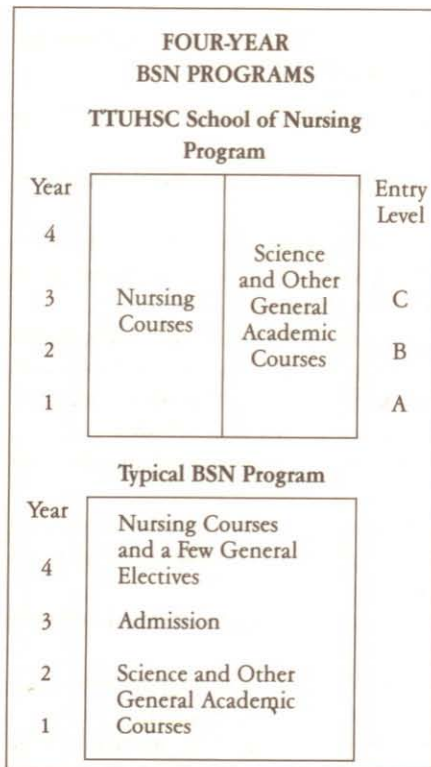 FOUR-YEAR
BSN PROGRAMS
TTUHSC School of Nursing
Program
Year
Entry
Level
4
3
2
1
Nursing
Courses
Science
and Other
General
Academic
Courses
C
B
A
Typical BSN Program
Year
4
3
2
1
Nursing Courses
and a Few General
Electives
Admission
Science and Other
General Academic
Courses